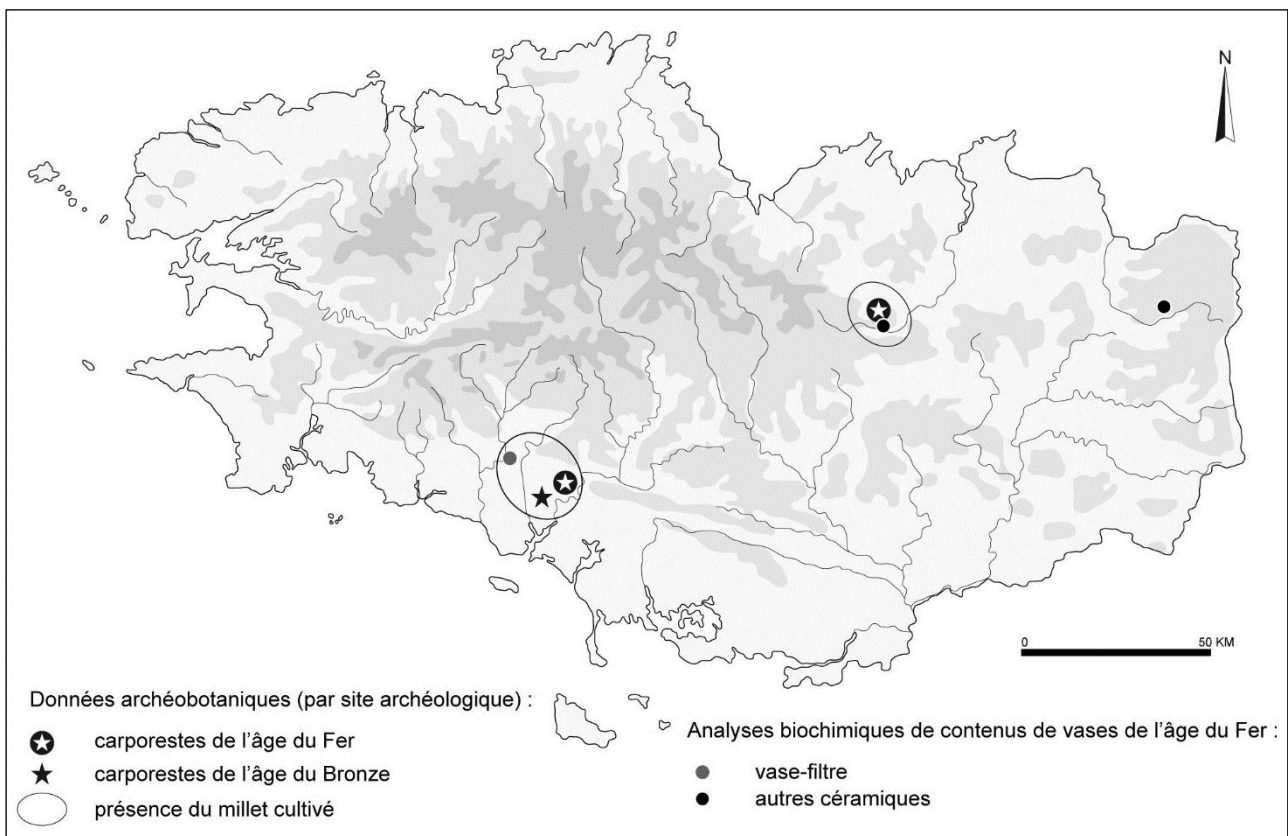 N
0 50 KM
Données archéobotaniques (par site archéologique) :
carporestes de l'âge du Fer
carporestes de l'âge du Bronze
présence du millet cultivé
Analyses biochimiques de contenus de vases de l'âge du Fer :
vase-filtre
autres céramiques